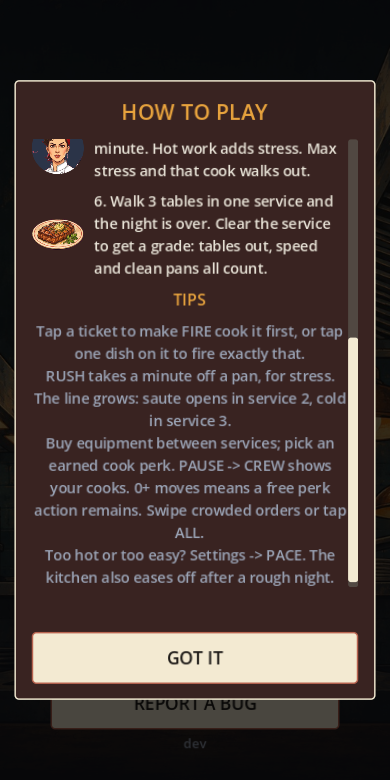 HOW TO PLAY
minute. Hot work adds stress. Max
stress and that cook walks out.
6. Walk 3 tables in one service and
the night is over. Clear the service
to get a grade: tables out, speed
and clean pans all count.
TIPS
Tap a ticket to make FIRE cook it first, or tap
one dish on it to fire exactly that.
RUSH takes a minute off a pan, for stress.
The line grows: saute opens in service 2, cold
in service 3.
Buy equipment between services; pick an
earned cook perk. PAUSE -> CREW shows
your cooks. 0+ moves means a free perk
action remains. Swipe crowded orders or tap
ALL.
Too hot or too easy? Settings -> PACE. The
kitchen also eases off after a rough night.
GOT IT
REPORT A BUG
dev